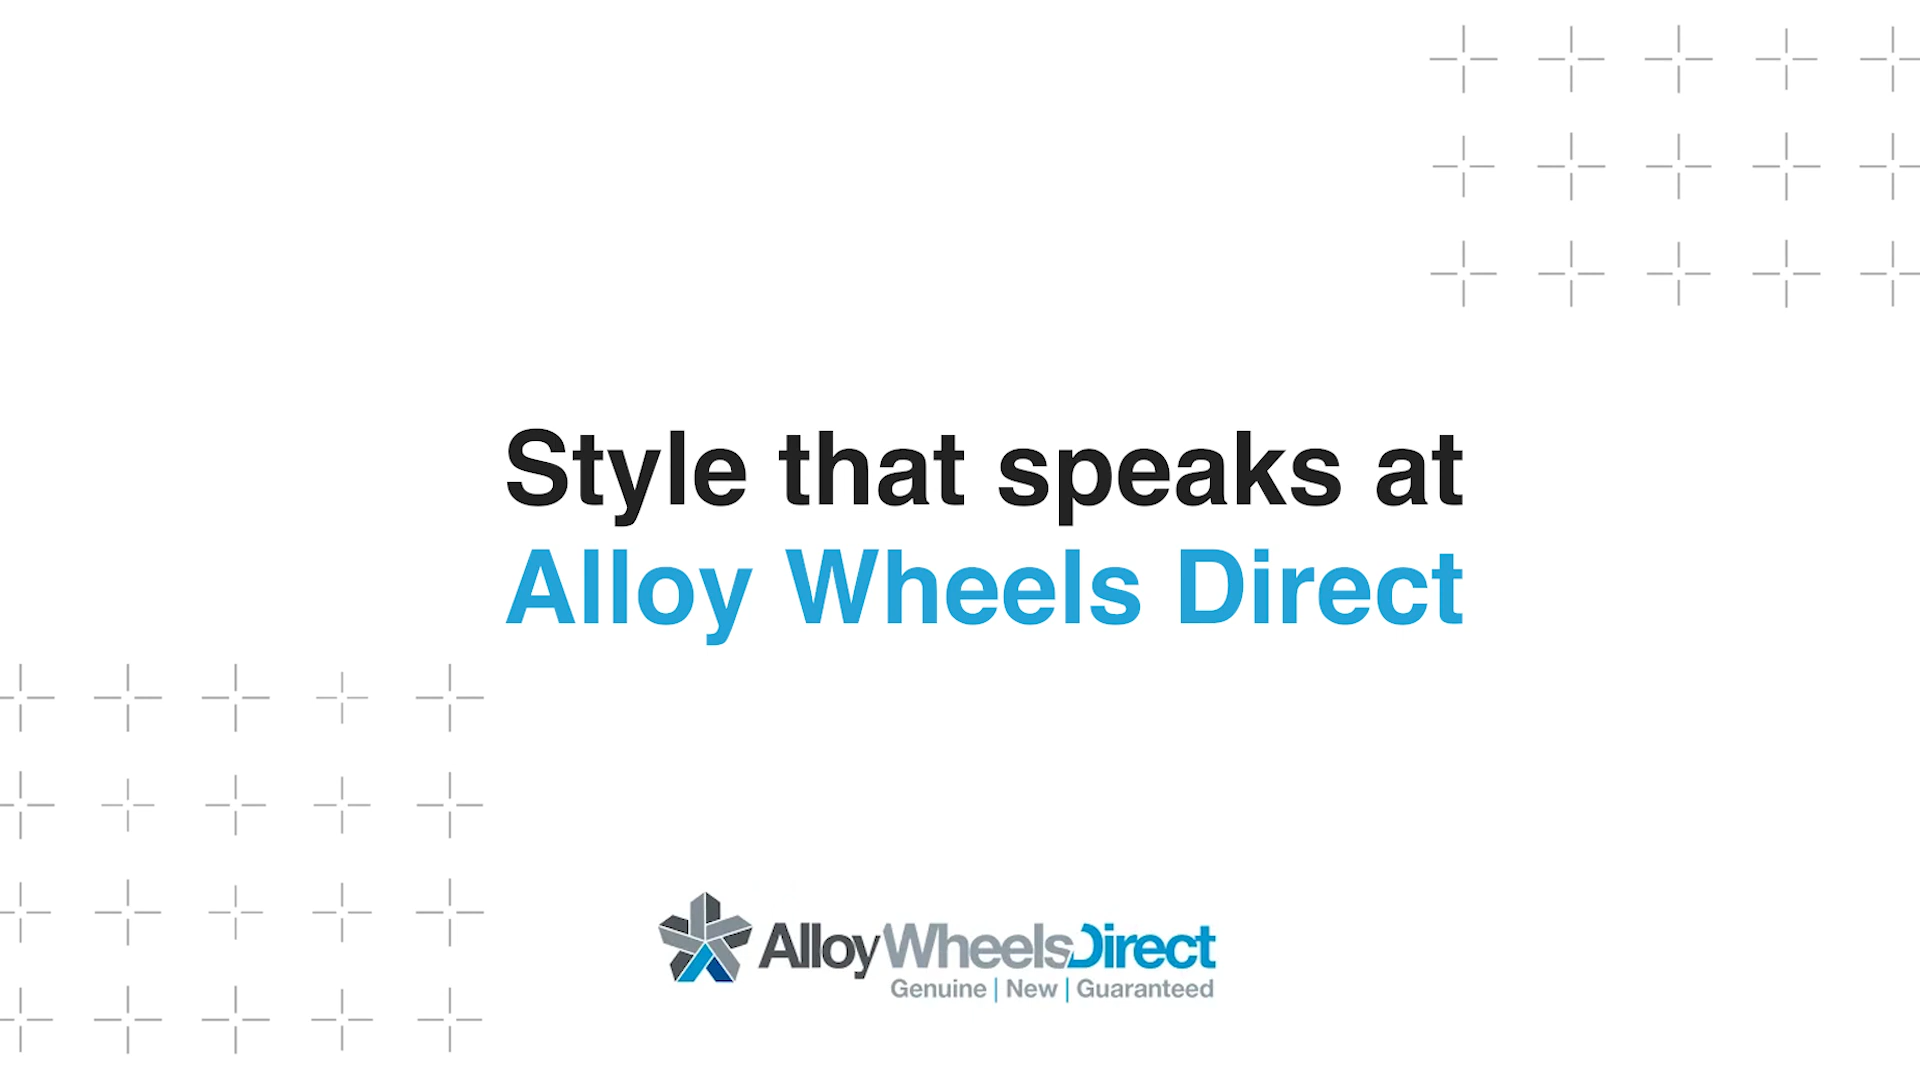 Style that speaks at
Alloy Wheels Direct
AlloyWheelsDirect
Genuine | New | Guaranteed